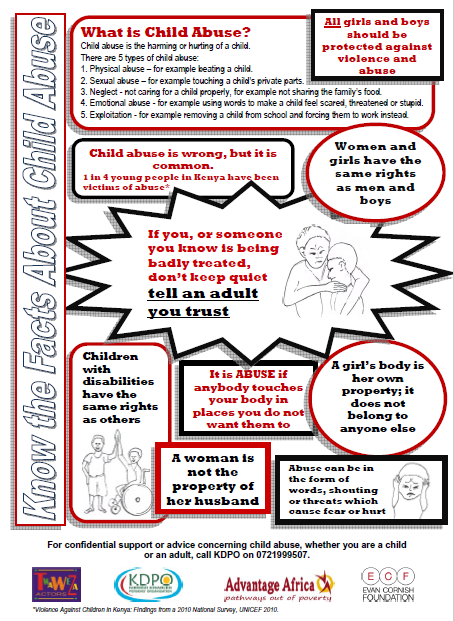 Know the Facts About Child Abuse
What is Child Abuse?
Child abuse is the harming or hurting of a child.
There are 5 types of child abuse:
1. Physical abuse – for example beating a child.
2. Sexual abuse – for example touching a child's private parts.
3. Neglect - not caring for a child properly, for example not sharing the family's food.
4. Emotional abuse - for example using words to make a child feel scared, threatened or stupid.
5. Exploitation - for example removing a child from school and forcing them to work instead.
All girls and boys
should be
protected against
violence and
abuse
Child abuse is wrong, but it is
common.
1 in 4 young people in Kenya have been
victims of abuse*
Women and
girls have the
same rights
as men and
boys
If you, or someone
you know is being
badly treated,
don't keep quiet
tell an adult
you trust
Children
with
disabilities
have the
same rights
as others
It is ABUSE if
anybody touches
your body in
places you do not
want them to
A girl's body is
her own
property; it
does not
belong to
anyone else
A woman is
not the
property of
her husband
Abuse can be in
the form of
words, shouting
or threats which
cause fear or hurt
For confidential support or advice concerning child abuse, whether you are a child
or an adult, call KDPO on 0721999507.
ACTORS
KDPO
Advantage Africa
pathways out of poverty
E C F
EVAN CORNISH
FOUNDATION
*Violence Against Children in Kenya: Findings from a 2010 National Survey, UNICEF 2010.